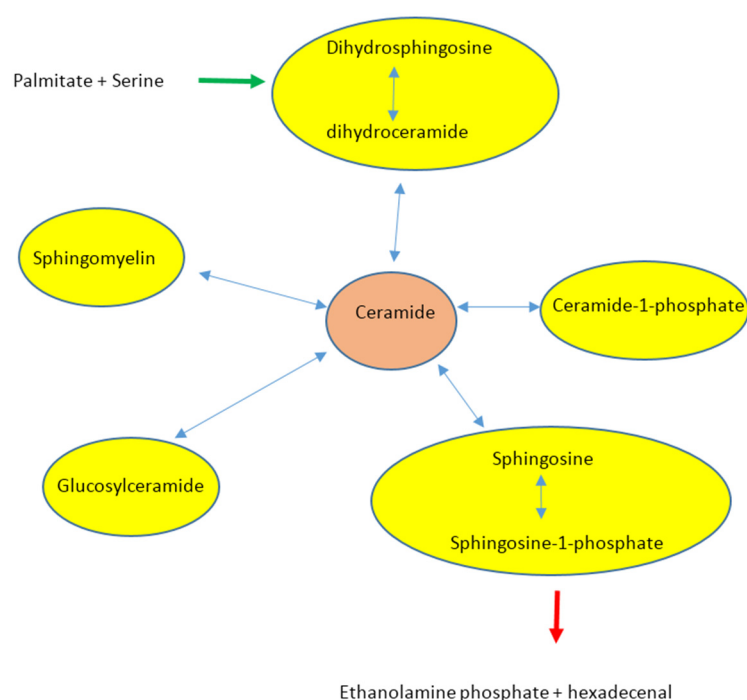 Dihydrosphingosine
Palmitate + Serine
dihydroceramide
Sphingomyelin
Ceramide
Ceramide-1-phosphate
Glucosylceramide
Sphingosine
Sphingosine-1-phosphate
Ethanolamine phosphate + hexadecenal